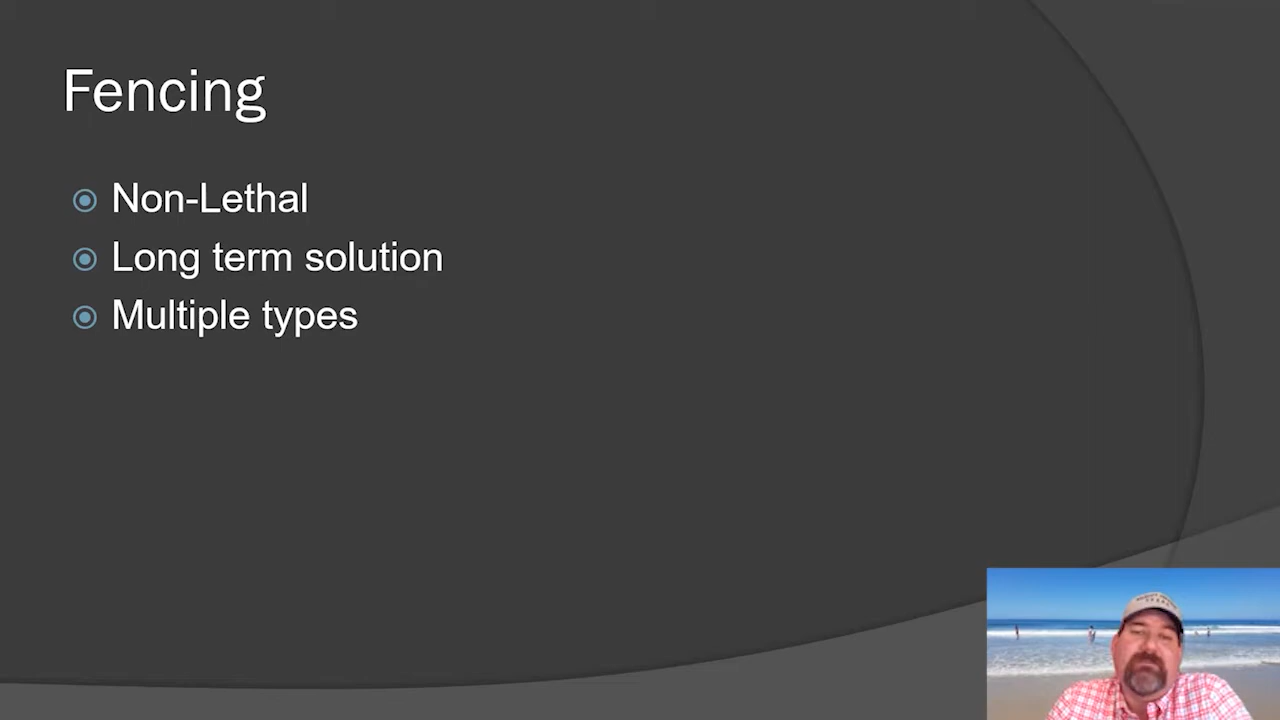 Fencing
Non-Lethal
Long term solution
Multiple types